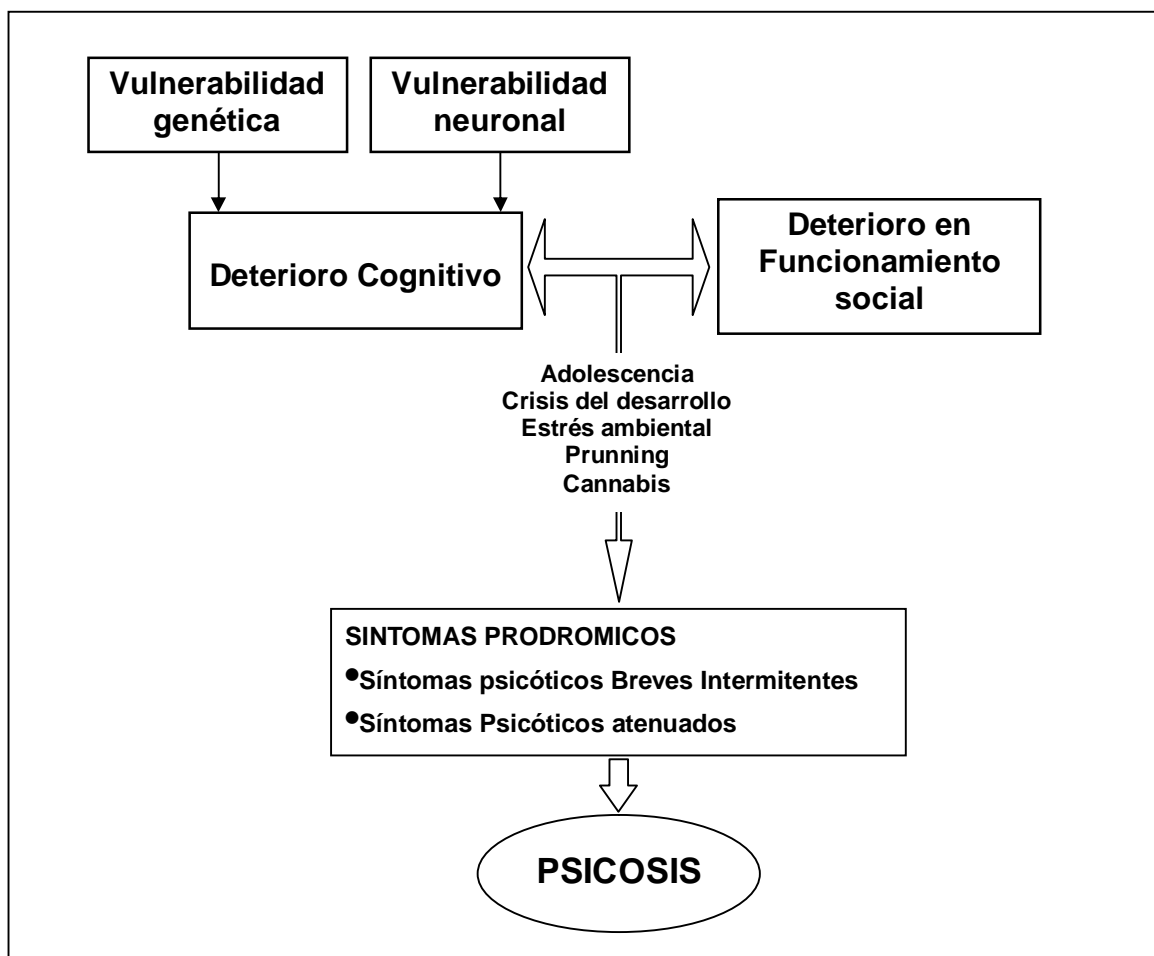 Vulnerabilidad
genética
Vulnerabilidad
neuronal
Deterioro Cognitivo
Deterioro en
Funcionamiento
social
Adolescencia
Crisis del desarrollo
Estrés ambiental
Prunning
Cannabis
SINTOMAS PRODROMICOS
•Síntomas psicóticos Breves Intermitentes
•Síntomas Psicóticos atenuados
PSICOSIS